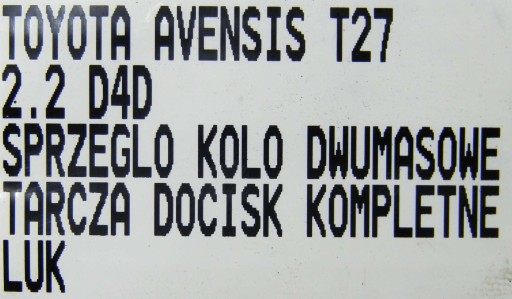 TOYOTA AVENSIS T27
2.2 D4D
SPRZEGLO KOLO DWUMASOWE
TARCZA DOCISK KOMPLETNE
LUK